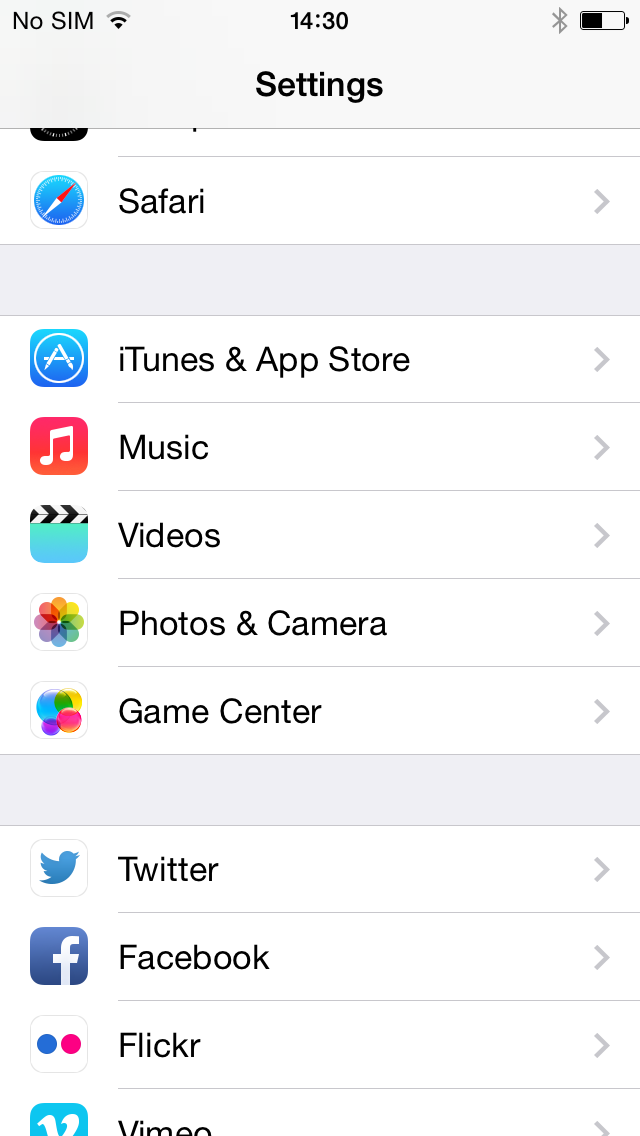 No SIM 14:30
Settings
Safari
iTunes & App Store
Music
Videos
Photos & Camera
Game Center
Twitter
Facebook
Flickr
Vimeo